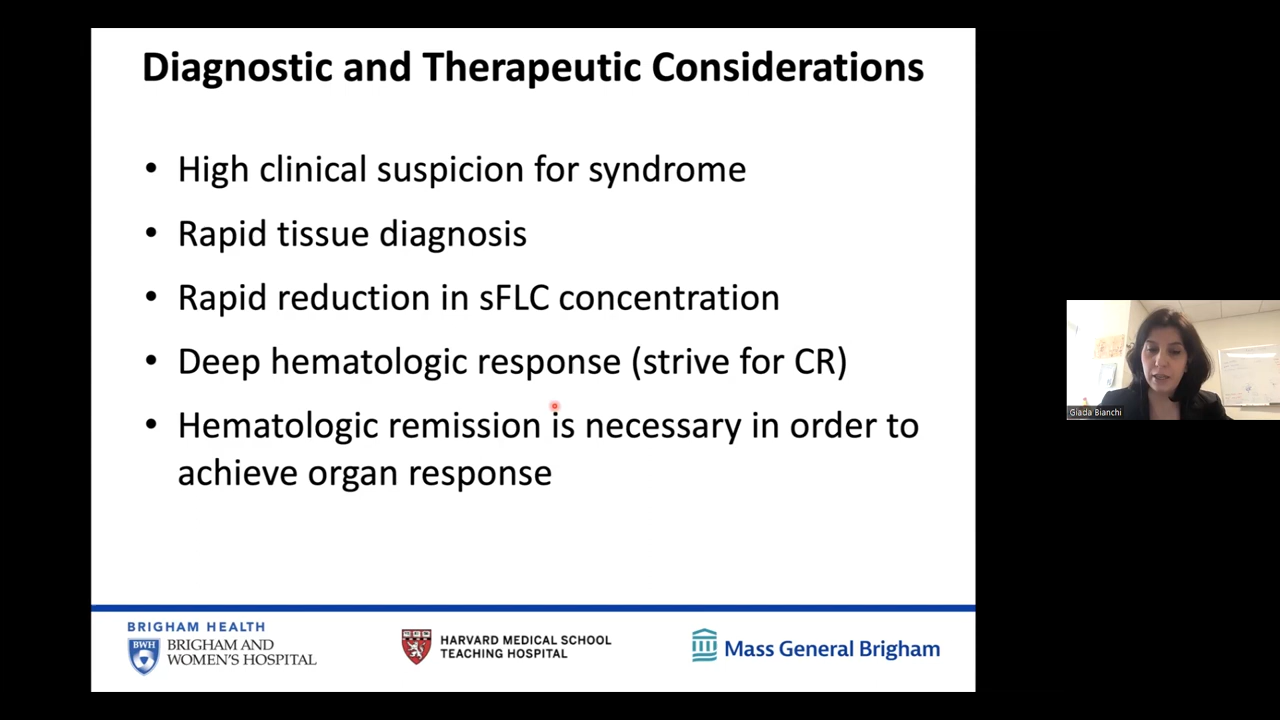 Diagnostic and Therapeutic Considerations
• High clinical suspicion for syndrome
• Rapid tissue diagnosis
• Rapid reduction in sFLC concentration
• Deep hematologic response (strive for CR)
• Hematologic remission is necessary in order to
achieve organ response
Giada Bianchi
BRIGHAM HEALTH
BWH
BRIGHAM AND
WOMEN'S HOSPITAL
HARVARD MEDICAL SCHOOL
TEACHING HOSPITAL
Mass General Brigham